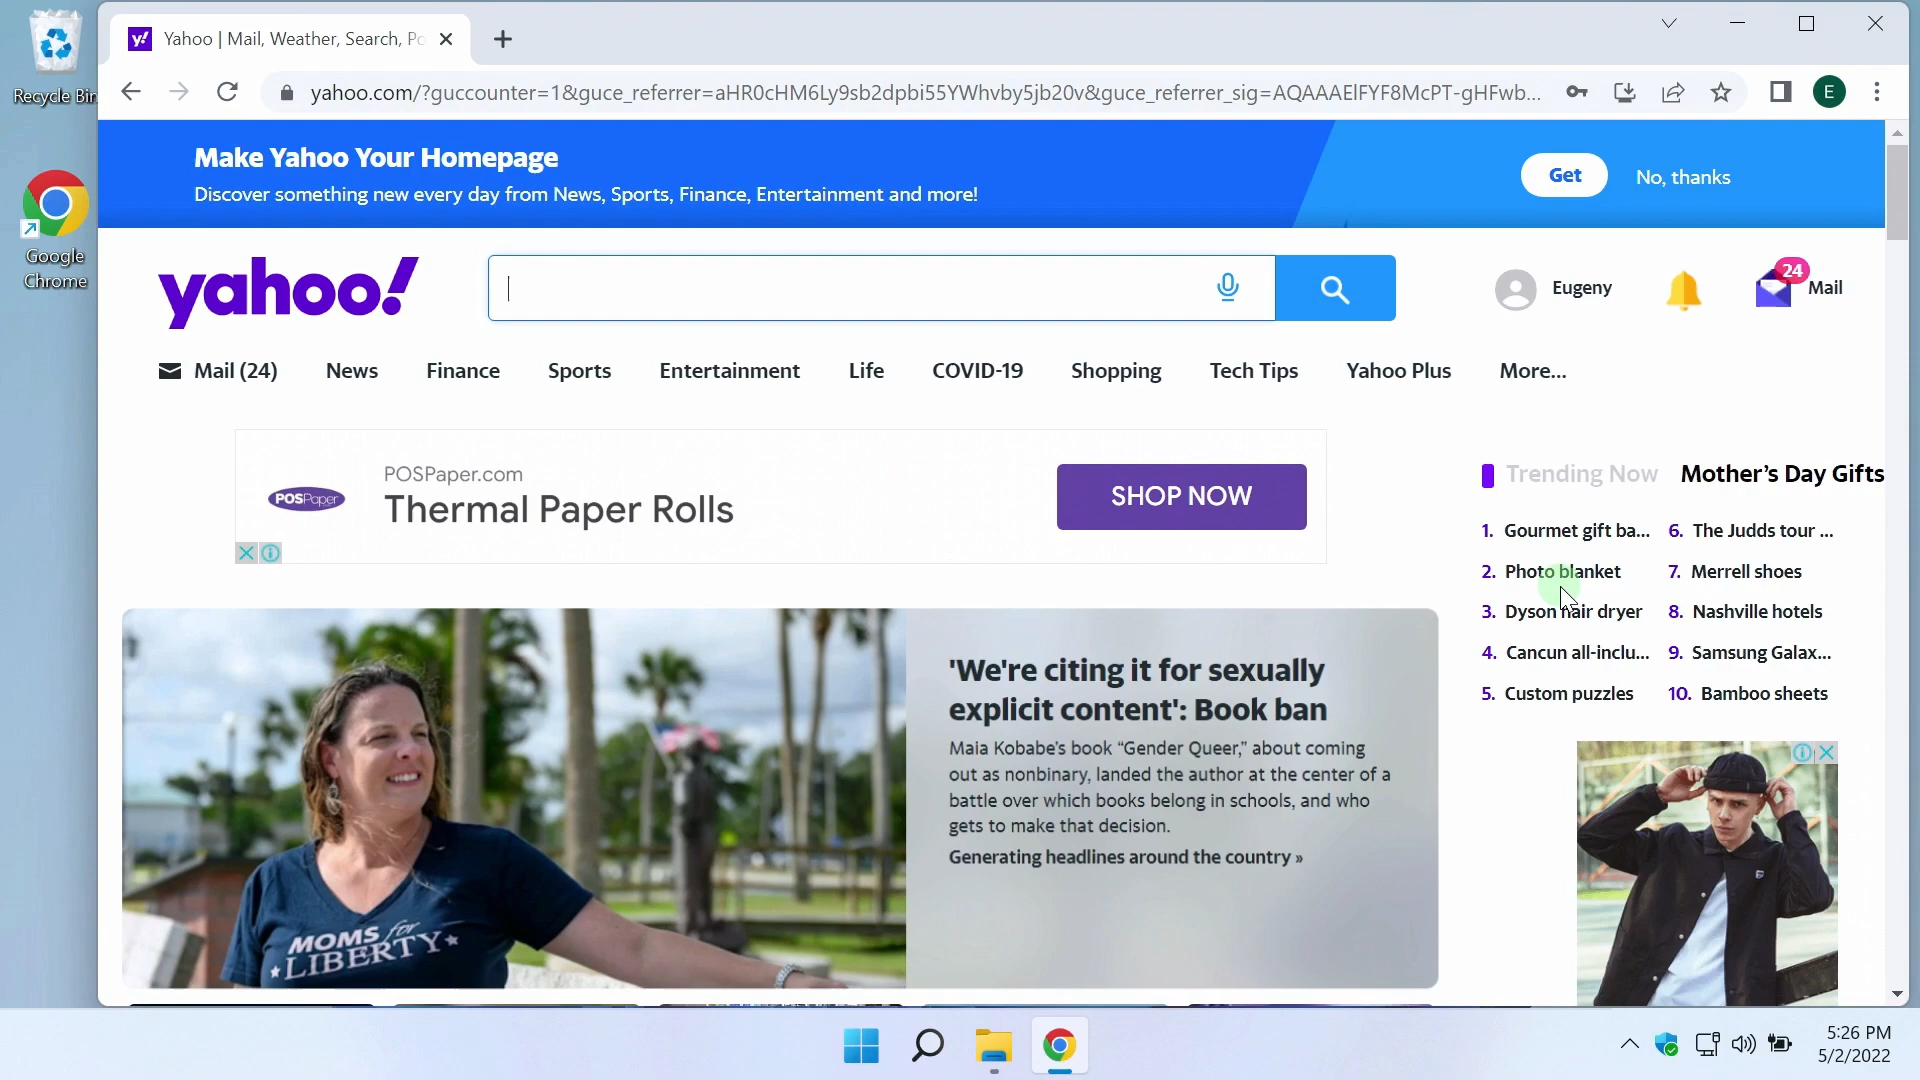 Recycle Bin
Google
Chrome
Yahoo | Mail, Weather, Search, Po
yahoo.com/?guccounter=1&guce_referrer=aHR0cHM6Ly9sb2dpbi55YWhvby5jb20v&guce_referrer_sig=AQAAAElFYF8McPT-gHFwb...
E
Make Yahoo Your Homepage
Discover something new every day from News, Sports, Finance, Entertainment and more!
Get
No, thanks
yahoo!
Eugeny
24
Mail
Mail (24)
News
Finance
Sports
Entertainment
Life
COVID-19
Shopping
Tech Tips
Yahoo Plus
More...
POSPaper
POSPaper.com
Thermal Paper Rolls
SHOP NOW
Trending Now
Mother's Day Gifts
1. Gourmet gift ba...
2. Photo blanket
3. Dyson hair dryer
4. Cancun all-inclu...
5. Custom puzzles
6. The Judds tour ...
7. Merrell shoes
8. Nashville hotels
9. Samsung Galax...
10. Bamboo sheets
MOMS for
LIBERTY
'We're citing it for sexually
explicit content': Book ban
Maia Kobabe's book “Gender Queer,” about coming
out as nonbinary, landed the author at the center of a
battle over which books belong in schools, and who
gets to make that decision.
Generating headlines around the country »
5:26 PM
5/2/2022